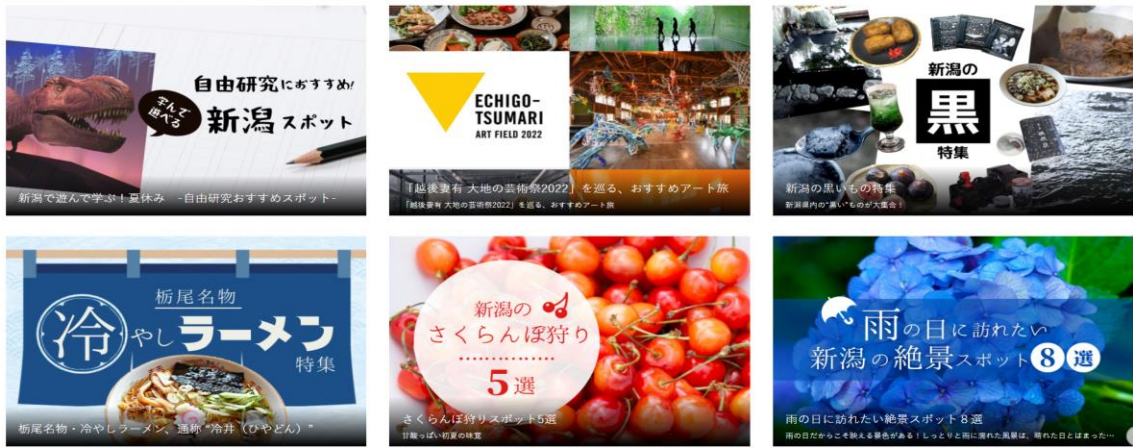 自由研究におすすめ!
学んで
遊べる
新潟スポット
新潟で遊んで学ぶ！夏休み　-自由研究おすすめスポット-
ECHIGO-
TSUMARI
ART FIELD 2022
「越後妻有 大地の芸術祭2022」を巡る、おすすめアート旅
「越後妻有 大地の芸術祭2022」を巡る、おすすめアート旅
新潟の
黒
特集
新潟の黒いもの特集
新潟県内の"黒い"ものが大集合！
栃尾名物
冷やしラーメン
特集
栃尾名物・冷やしラーメン、通称"冷丼（ひやどん）"
新潟の
さくらんぼ狩り
5選
さくらんぼ狩りスポット5選
甘酸っぱい初夏の味覚
雨の日に訪れたい
新潟の絶景スポット8選
雨の日に訪れたい絶景スポット８選
雨の日だからこそ映える景色がある！しっとりと雨に濡れた風景は、晴れた日とはまった…